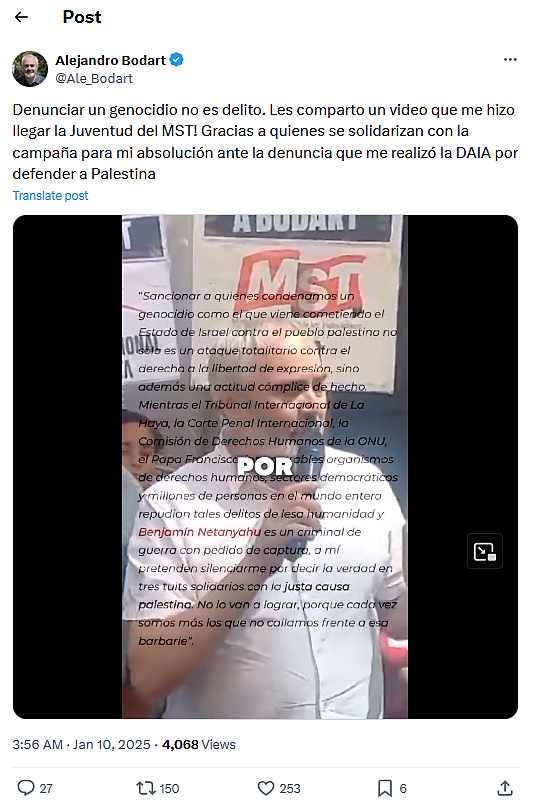 Post
Alejandro Bodart
@Ale_Bodart
Denunciar un genocidio no es delito. Les comparto un video que me hizo
llegar la Juventud del MST! Gracias a quienes se solidarizan con la
campaña para mi absolución ante la denuncia que me realizó la DAIA por
defender a Palestina
Translate post
A BODART
MST
"Sancionar a quienes condenamos un
genocidio como el que viene cometiendo el
Estado de Israel contra el pueblo palestino no
sólo es un ataque totalitario contra el
derecho a la libertad de expresión, sino
además una actitud cómplice de hecho.
Mientras el Tribunal Internacional de La
Haya, la Corte Penal Internacional, la
Comisión de Derechos Humanos de la ONU,
el Papa Francisco
POR
rables organismos
de derechos humanos, sectores democráticos
y millones de personas en el mundo entero
repudian tales delitos de lesa humanidad y
Benjamín Netanyahu es un criminal de
guerra con pedido de captura, a mí
pretenden silenciarme por decir la verdad en
tres tuits solidarios con la justa causa
palestina. No lo van a lograr, porque cada vez
somos más los que no callamos frente a esa
barbarie".
3:56 AM · Jan 10, 2025 · 4,068 Views
27 150 253 6